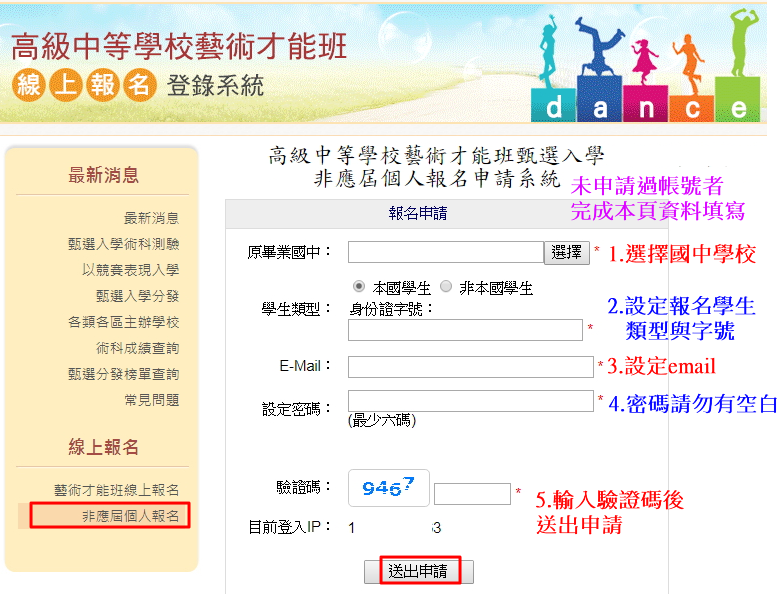 高級中等學校藝術才能班
線上報名 登錄系統
dance
最新消息
最新消息
甄選入學術科測驗
以競賽表現入學
甄選入學分發
各類各區主辦學校
術科成績查詢
甄選分發榜單查詢
常見問題
線上報名
藝術才能班線上報名
非應屆個人報名
高級中等學校藝術才能班甄選入學
非應屆個人報名申請系統
未申請過帳號者
完成本頁資料填寫
報名申請
原畢業國中： 選擇 * 1.選擇國中學校
本國學生 非本國學生
學生類型： 身份證字號：
*
2.設定報名學生
類型與字號
E-Mail： *3.設定email
設定密碼： * 4.密碼請勿有空白
(最少六碼)
驗證碼： 9467 *
5.輸入驗證碼後
送出申請
目前登入IP： 1 3
送出申請